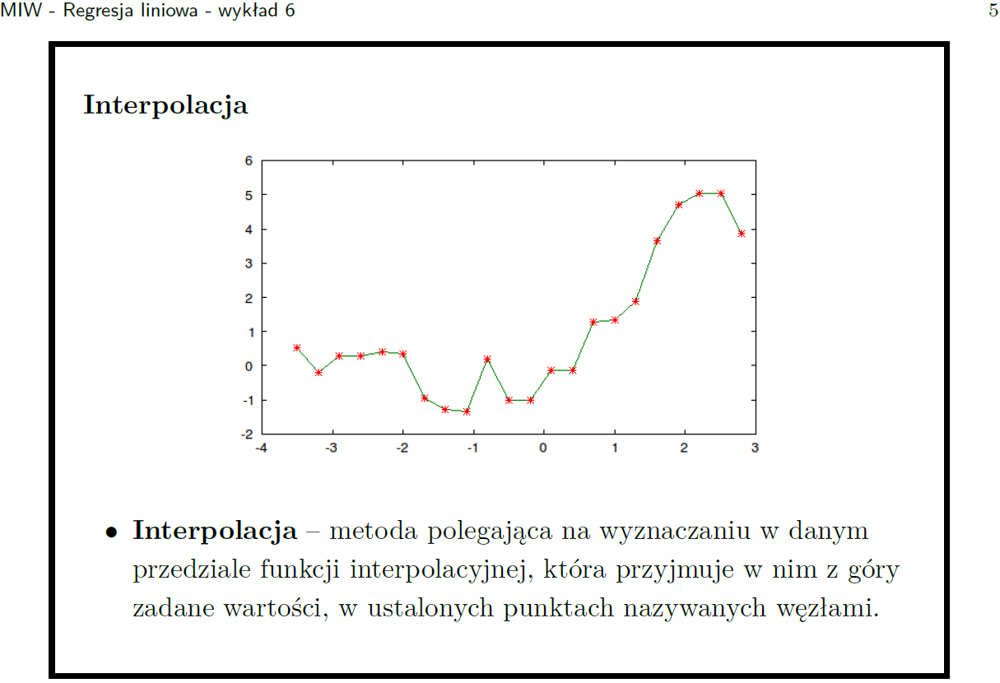 MIW - Regresja liniowa - wykład 6
5
Interpolacja
6
5
4
3
2
1
0
-1
-2
-4 -3 -2 -1 0 1 2 3
• Interpolacja – metoda polegająca na wyznaczaniu w danym
przedziale funkcji interpolacyjnej, która przyjmuje w nim z góry
zadane wartości, w ustalonych punktach nazywanych węzłami.